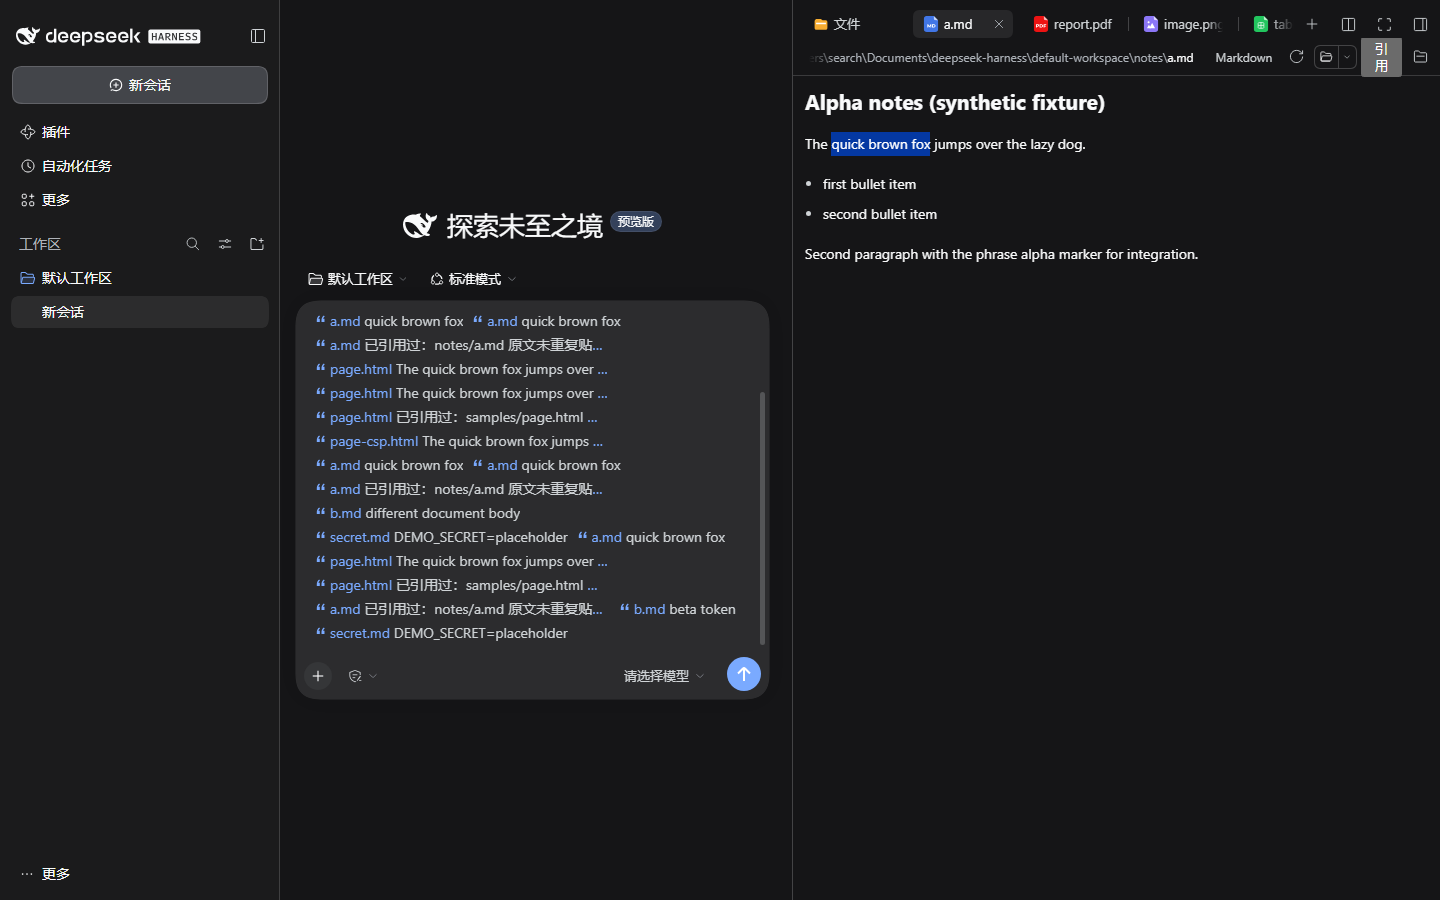 deepseek HARNESS
新会话
插件
自动化任务
更多
工作区
默认工作区
新会话
更多
探索未至之境 预览版
默认工作区 标准模式
“ a.md quick brown fox “ a.md quick brown fox
“ a.md 已引用过：notes/a.md 原文未重复贴...
“ page.html The quick brown fox jumps over ...
“ page.html The quick brown fox jumps over ...
“ page.html 已引用过：samples/page.html ...
“ page-csp.html The quick brown fox jumps ...
“ a.md quick brown fox “ a.md quick brown fox
“ a.md 已引用过：notes/a.md 原文未重复贴...
“ b.md different document body
“ secret.md DEMO_SECRET=placeholder “ a.md quick brown fox
“ page.html The quick brown fox jumps over ...
“ page.html 已引用过：samples/page.html ...
“ a.md 已引用过：notes/a.md 原文未重复贴... “ b.md beta token
“ secret.md DEMO_SECRET=placeholder
请选择模型
文件 a.md report.pdf image.png tab
ers\search\Documents\deepseek-harness\default-workspace\notes\a.md Markdown 引用
Alpha notes (synthetic fixture)
The quick brown fox jumps over the lazy dog.
• first bullet item
• second bullet item
Second paragraph with the phrase alpha marker for integration.